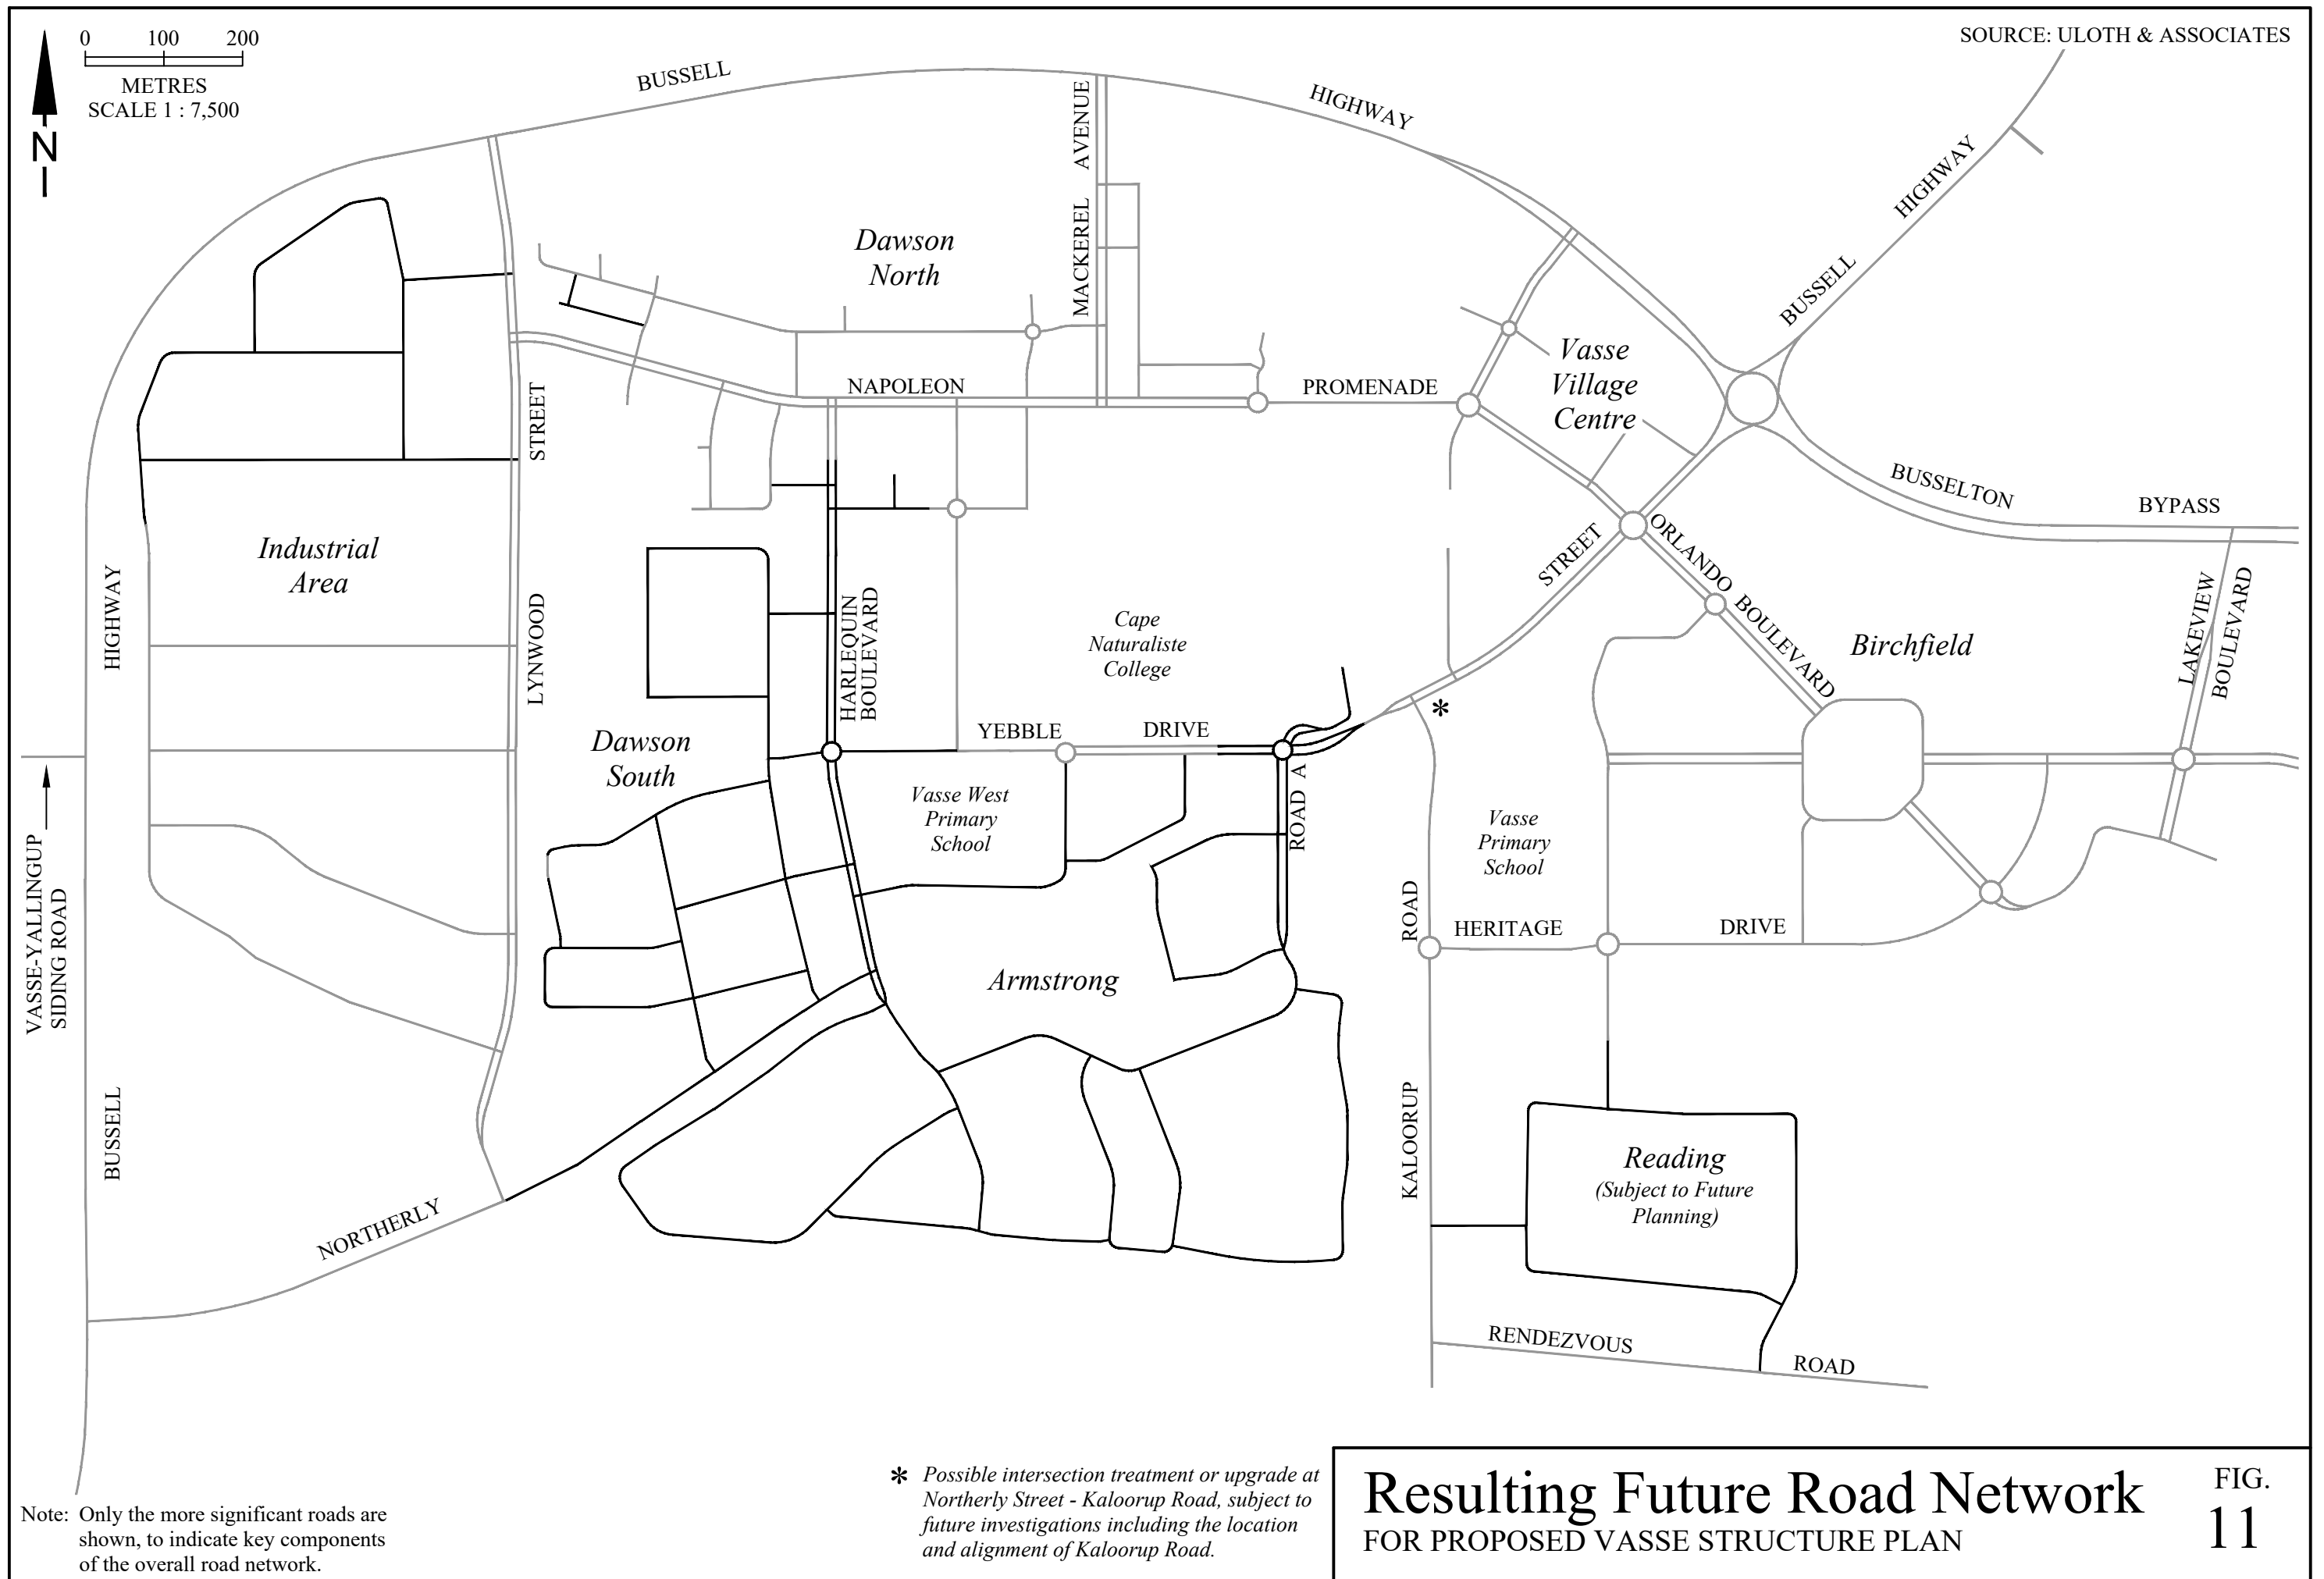 SOURCE: ULOTH & ASSOCIATES
0 100 200
METRES
SCALE 1 : 7,500
N
BUSSELL
HIGHWAY
MACKEREL AVENUE
BUSSELL HIGHWAY
Dawson
North
Vasse
Village
Centre
NAPOLEON
PROMENADE
BUSSELTON
BYPASS
LYNWOOD STREET
Industrial
Area
HIGHWAY
BUSSELL
HARLEQUIN
BOULEVARD
Cape
Naturaliste
College
STREET
ORLANDO BOULEVARD
Birchfield
LAKEVIEW
BOULEVARD
*
YEBBLE DRIVE
Dawson
South
Vasse West
Primary
School
ROAD A
Vasse
Primary
School
VASSE-YALLINGUP
SIDING ROAD
KALOORUP ROAD
HERITAGE DRIVE
Armstrong
Reading
(Subject to Future
Planning)
NORTHERLY
RENDEZVOUS
ROAD
Note: Only the more significant roads are
shown, to indicate key components
of the overall road network.
* Possible intersection treatment or upgrade at
Northerly Street - Kaloorup Road, subject to
future investigations including the location
and alignment of Kaloorup Road.
Resulting Future Road Network
FOR PROPOSED VASSE STRUCTURE PLAN
FIG.
11